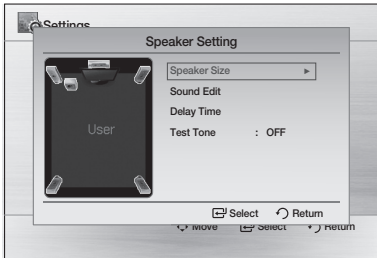 Settings
Speaker Setting
User
Speaker Size ►
Sound Edit
Delay Time
Test Tone : OFF
Select Return
Move Select Return